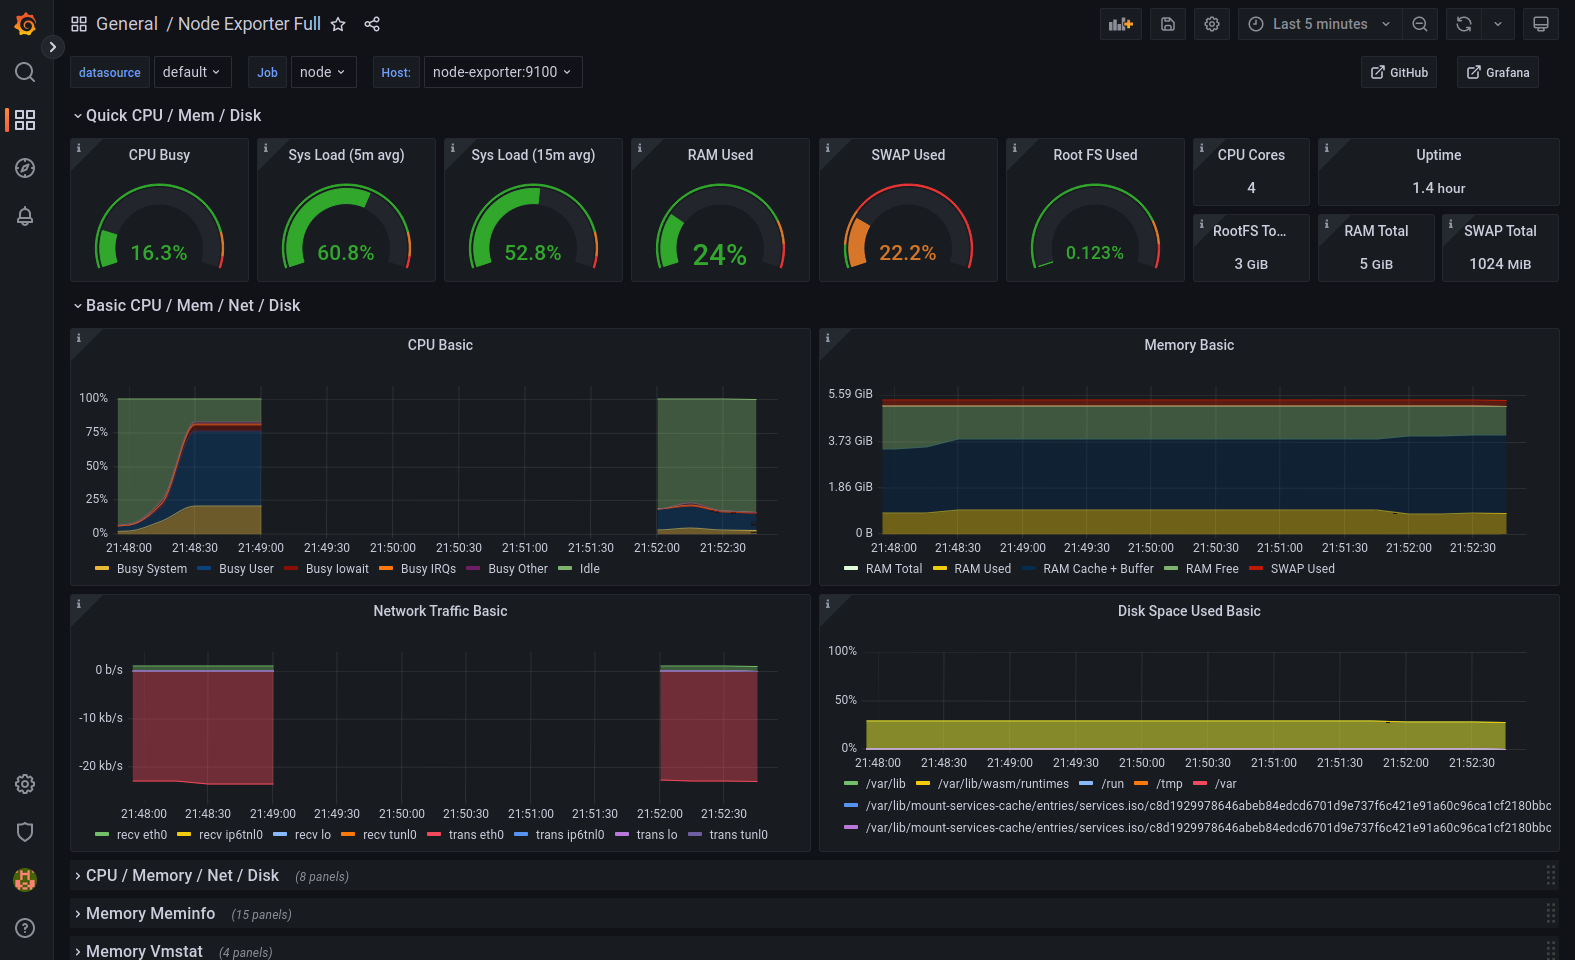 General / Node Exporter Full
Last 5 minutes
datasource default Job node Host: node-exporter:9100 GitHub Grafana
Quick CPU / Mem / Disk
CPU Busy
16.3%
Sys Load (5m avg)
60.8%
Sys Load (15m avg)
52.8%
RAM Used
24%
SWAP Used
22.2%
Root FS Used
0.123%
CPU Cores
4
Uptime
1.4 hour
RootFS To...
3 GiB
RAM Total
5 GiB
SWAP Total
1024 MiB
Basic CPU / Mem / Net / Disk
CPU Basic
100%
75%
50%
25%
0%
21:48:00 21:48:30 21:49:00 21:49:30 21:50:00 21:50:30 21:51:00 21:51:30 21:52:00 21:52:30
Busy System Busy User Busy Iowait Busy IRQs Busy Other Idle
Memory Basic
5.59 GiB
3.73 GiB
1.86 GiB
0 B
21:48:00 21:48:30 21:49:00 21:49:30 21:50:00 21:50:30 21:51:00 21:51:30 21:52:00 21:52:30
RAM Total RAM Used RAM Cache + Buffer RAM Free SWAP Used
Network Traffic Basic
0 b/s
-10 kb/s
-20 kb/s
21:48:00 21:48:30 21:49:00 21:49:30 21:50:00 21:50:30 21:51:00 21:51:30 21:52:00 21:52:30
recv eth0 recv ip6tnl0 recv lo recv tunl0 trans eth0 trans ip6tnl0 trans lo trans tunl0
Disk Space Used Basic
100%
50%
0%
21:48:00 21:48:30 21:49:00 21:49:30 21:50:00 21:50:30 21:51:00 21:51:30 21:52:00 21:52:30
/var/lib /var/lib/wasm/runtimes /run /tmp /var
/var/lib/mount-services-cache/entries/services.iso/c8d1929978646abeb84edcd6701d9e737f6c421e91a60c96ca1cf2180bbc
/var/lib/mount-services-cache/entries/services.iso/c8d1929978646abeb84edcd6701d9e737f6c421e91a60c96ca1cf2180bbc
CPU / Memory / Net / Disk (8 panels)
Memory Meminfo (15 panels)
Memory Vmstat (4 panels)